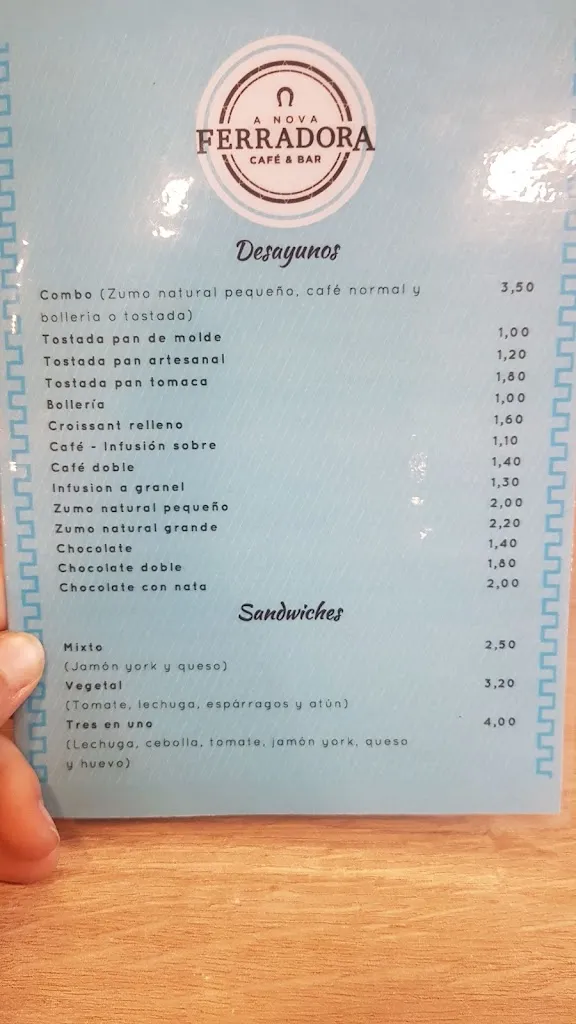 A NOVA
FERRADORA
CAFÉ & BAR
Desayunos
Combo (Zumo natural pequeño, café normal y 3,50
bolleria o tostada)
Tostada pan de molde 1,00
Tostada pan artesanal 1,20
Tostada pan tomaca 1,80
Bollería 1,00
Croissant relleno 1,60
Café - Infusión sobre 1,10
Café doble 1,40
Infusion a granel 1,30
Zumo natural pequeño 2,00
Zumo natural grande 2,20
Chocolate 1,40
Chocolate doble 1,80
Chocolate con nata 2,00
Sandwiches
Mixto 2,50
(Jamón york y queso)
Vegetal 3,20
(Tomate, lechuga, espárragos y atún)
Tres en uno 4,00
(Lechuga, cebolla, tomate, jamón york, queso
y huevo)